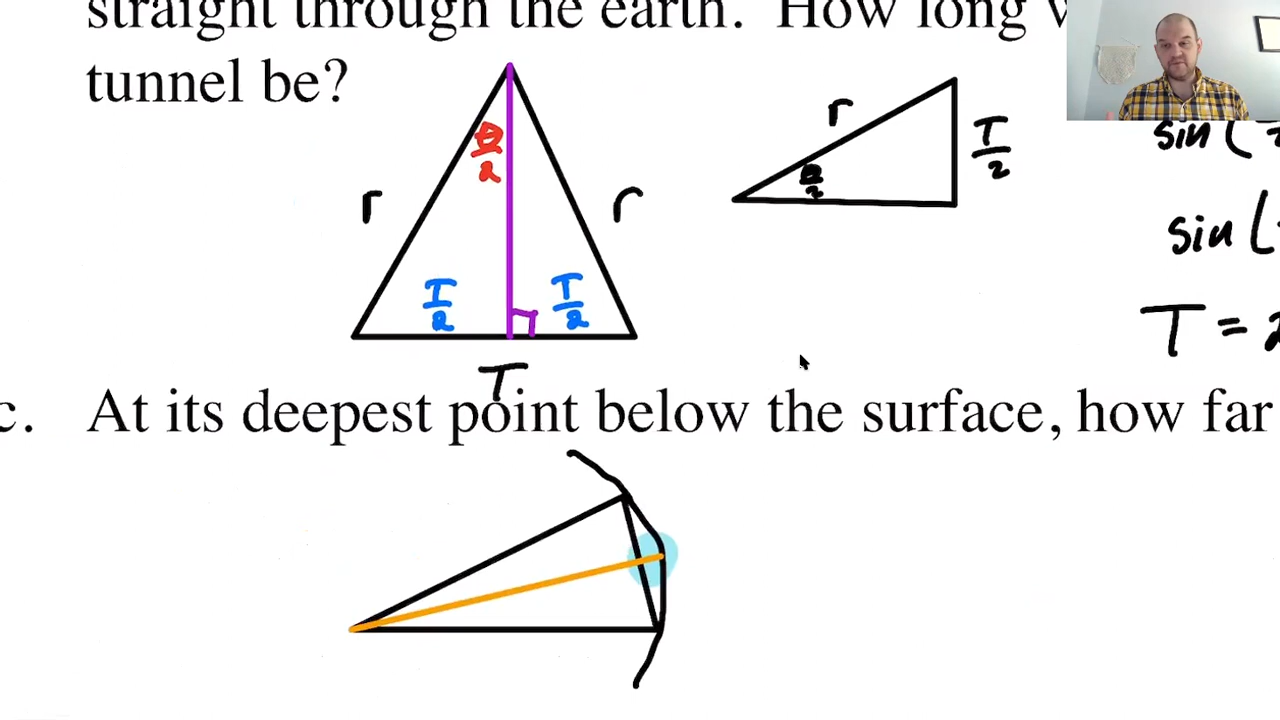 straight through the earth. How long
tunnel be?
θ/2
r
r
T/2
T/2
T
r
θ/2
T/2
sin (
sin (
T = 2
c. At its deepest point below the surface, how far